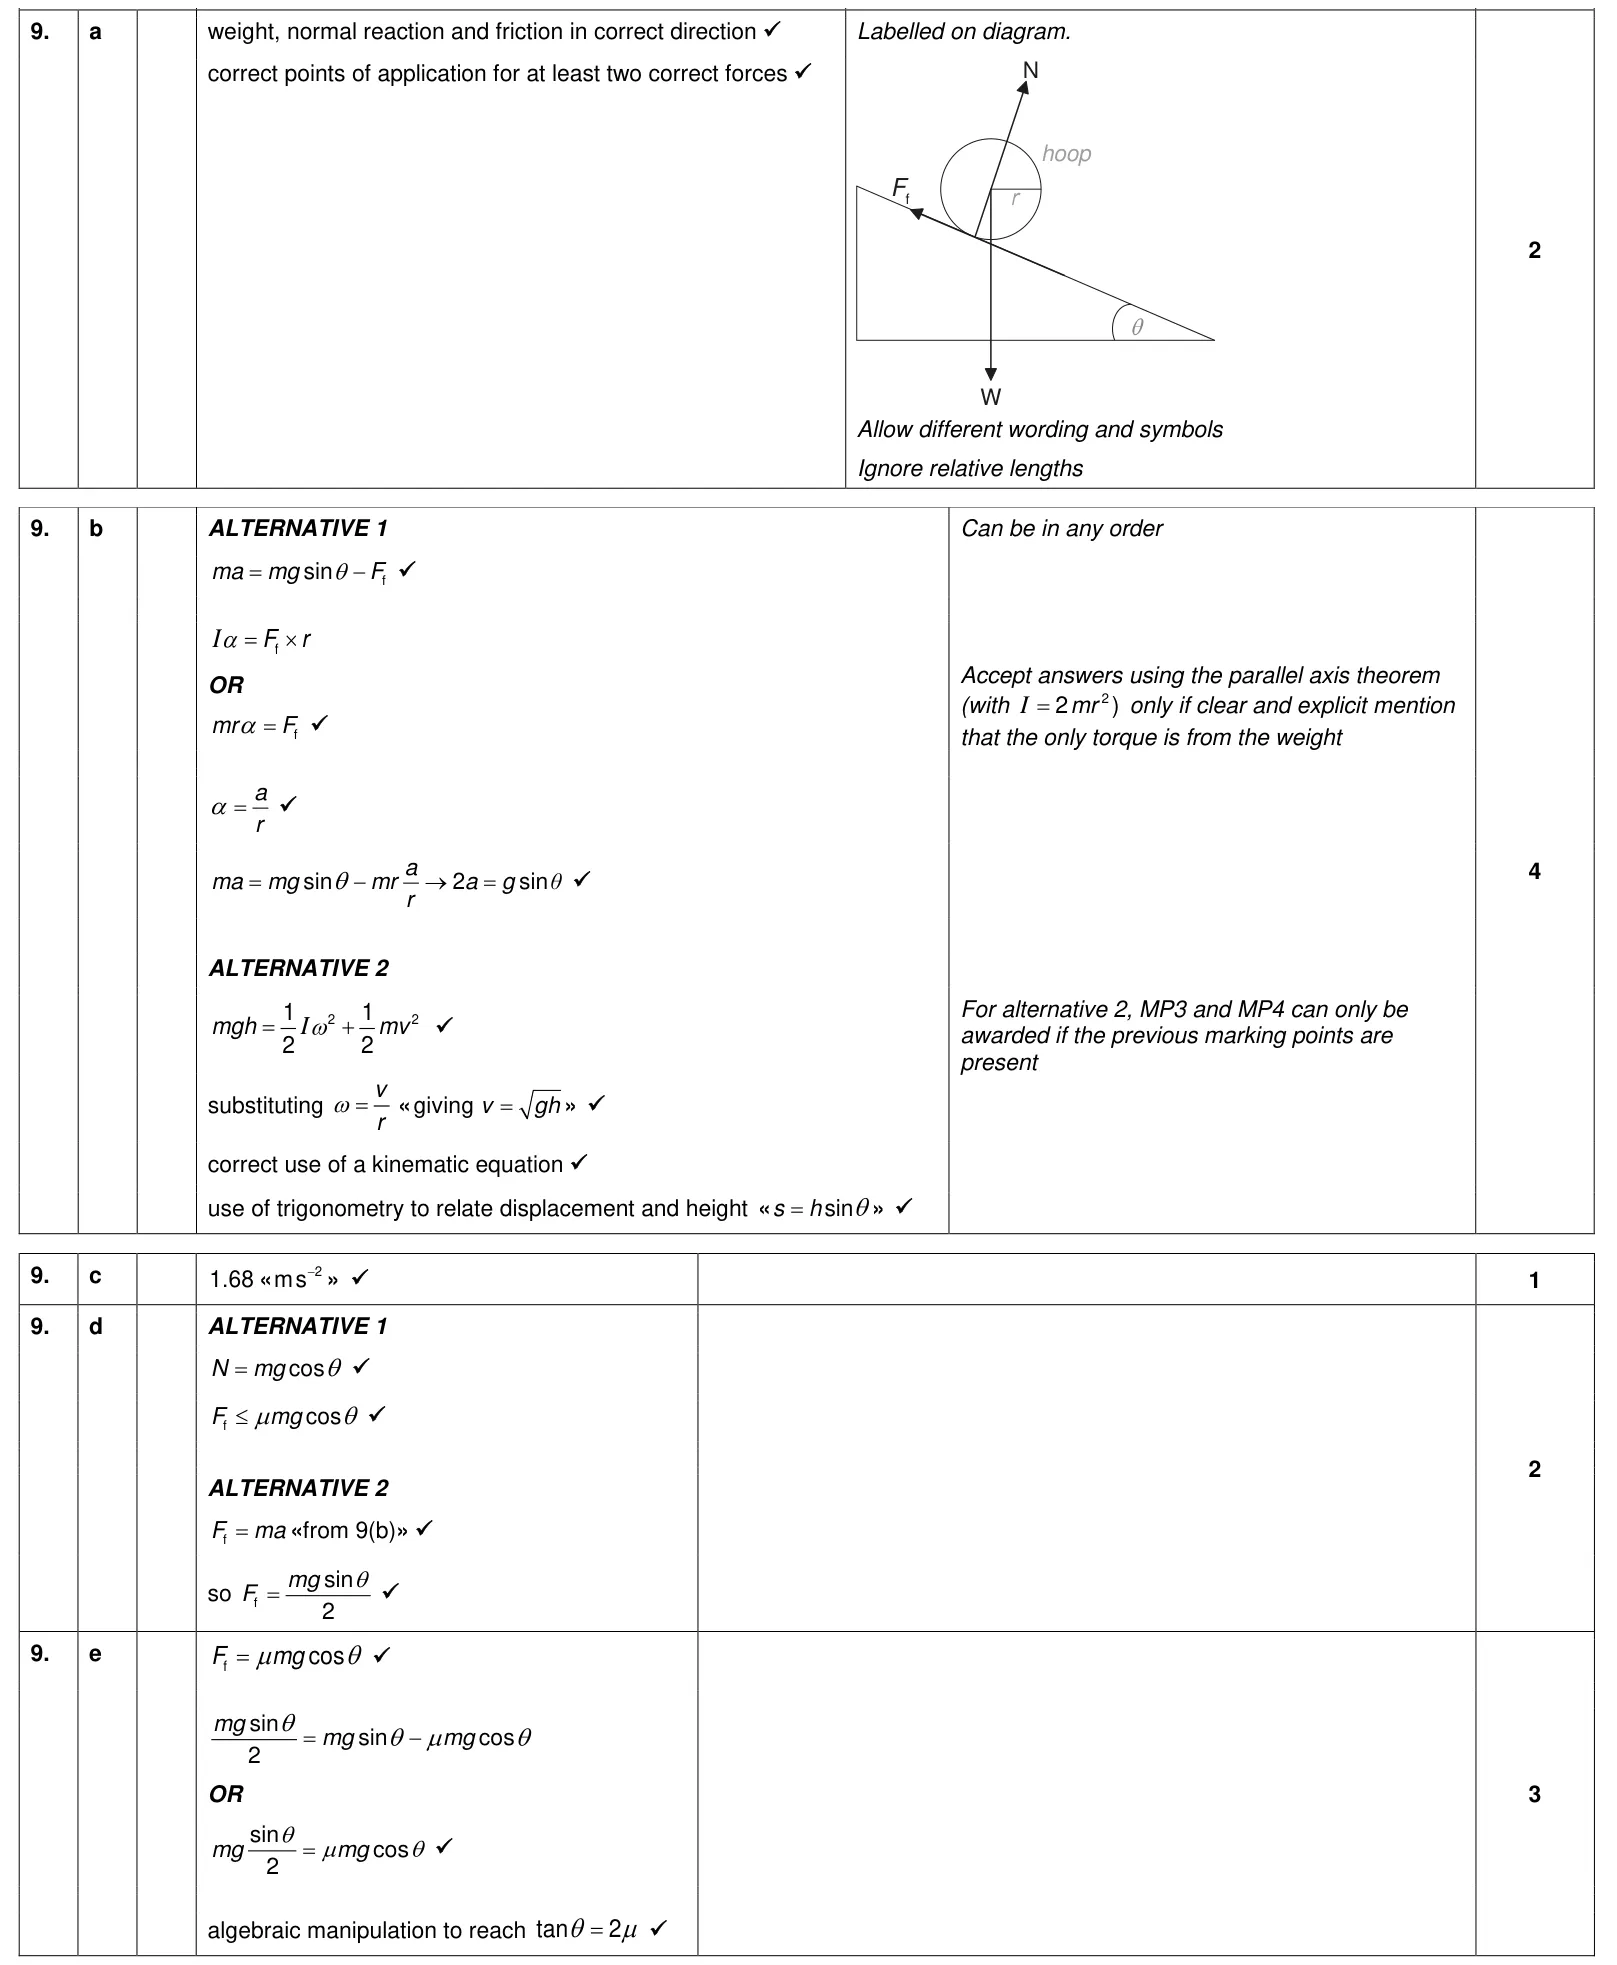 9. a weight, normal reaction and friction in correct direction ✓ Labelled on diagram.
correct points of application for at least two correct forces ✓
N
hoop
F_f
r
2
θ
W
Allow different wording and symbols
Ignore relative lengths
9. b ALTERNATIVE 1 Can be in any order
ma = mg sinθ − F_f ✓
Iα = F_f × r
OR
mrα = F_f ✓
Accept answers using the parallel axis theorem
(with I = 2mr²) only if clear and explicit mention
that the only torque is from the weight
α = a/r ✓
ma = mg sinθ − mr a/r → 2a = g sinθ ✓
4
ALTERNATIVE 2
mgh = 1/2 Iω² + 1/2 mv² ✓
For alternative 2, MP3 and MP4 can only be
awarded if the previous marking points are
present
substituting ω = v/r «giving v = √gh» ✓
correct use of a kinematic equation ✓
use of trigonometry to relate displacement and height «s = h sinθ» ✓
9. c 1.68 «m s⁻²» ✓ 1
9. d ALTERNATIVE 1
N = mg cosθ ✓
F_f ≤ μmg cosθ ✓
2
ALTERNATIVE 2
F_f = ma «from 9(b)» ✓
so F_f = mg sinθ/2 ✓
9. e F_f = μmg cosθ ✓
mg sinθ/2 = mg sinθ − μmg cosθ
OR
3
mg sinθ/2 = μmg cosθ ✓
algebraic manipulation to reach tanθ = 2μ ✓